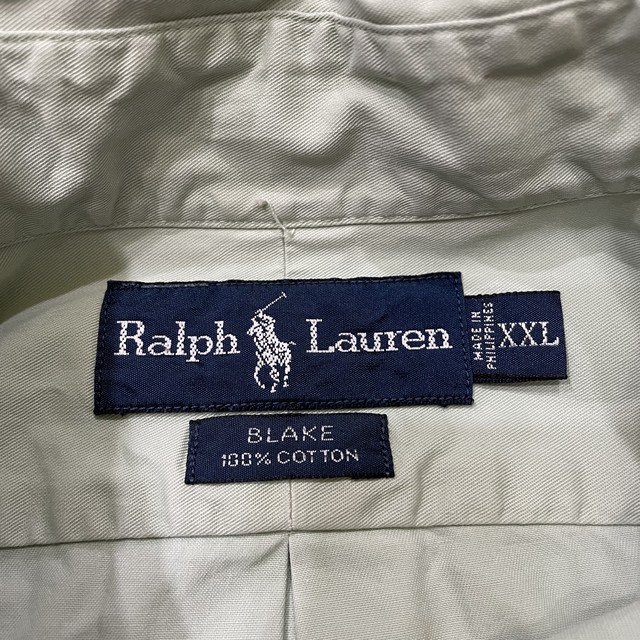 Ralph Lauren
MADE IN
PHILIPPINES
XXL
BLAKE
100% COTTON